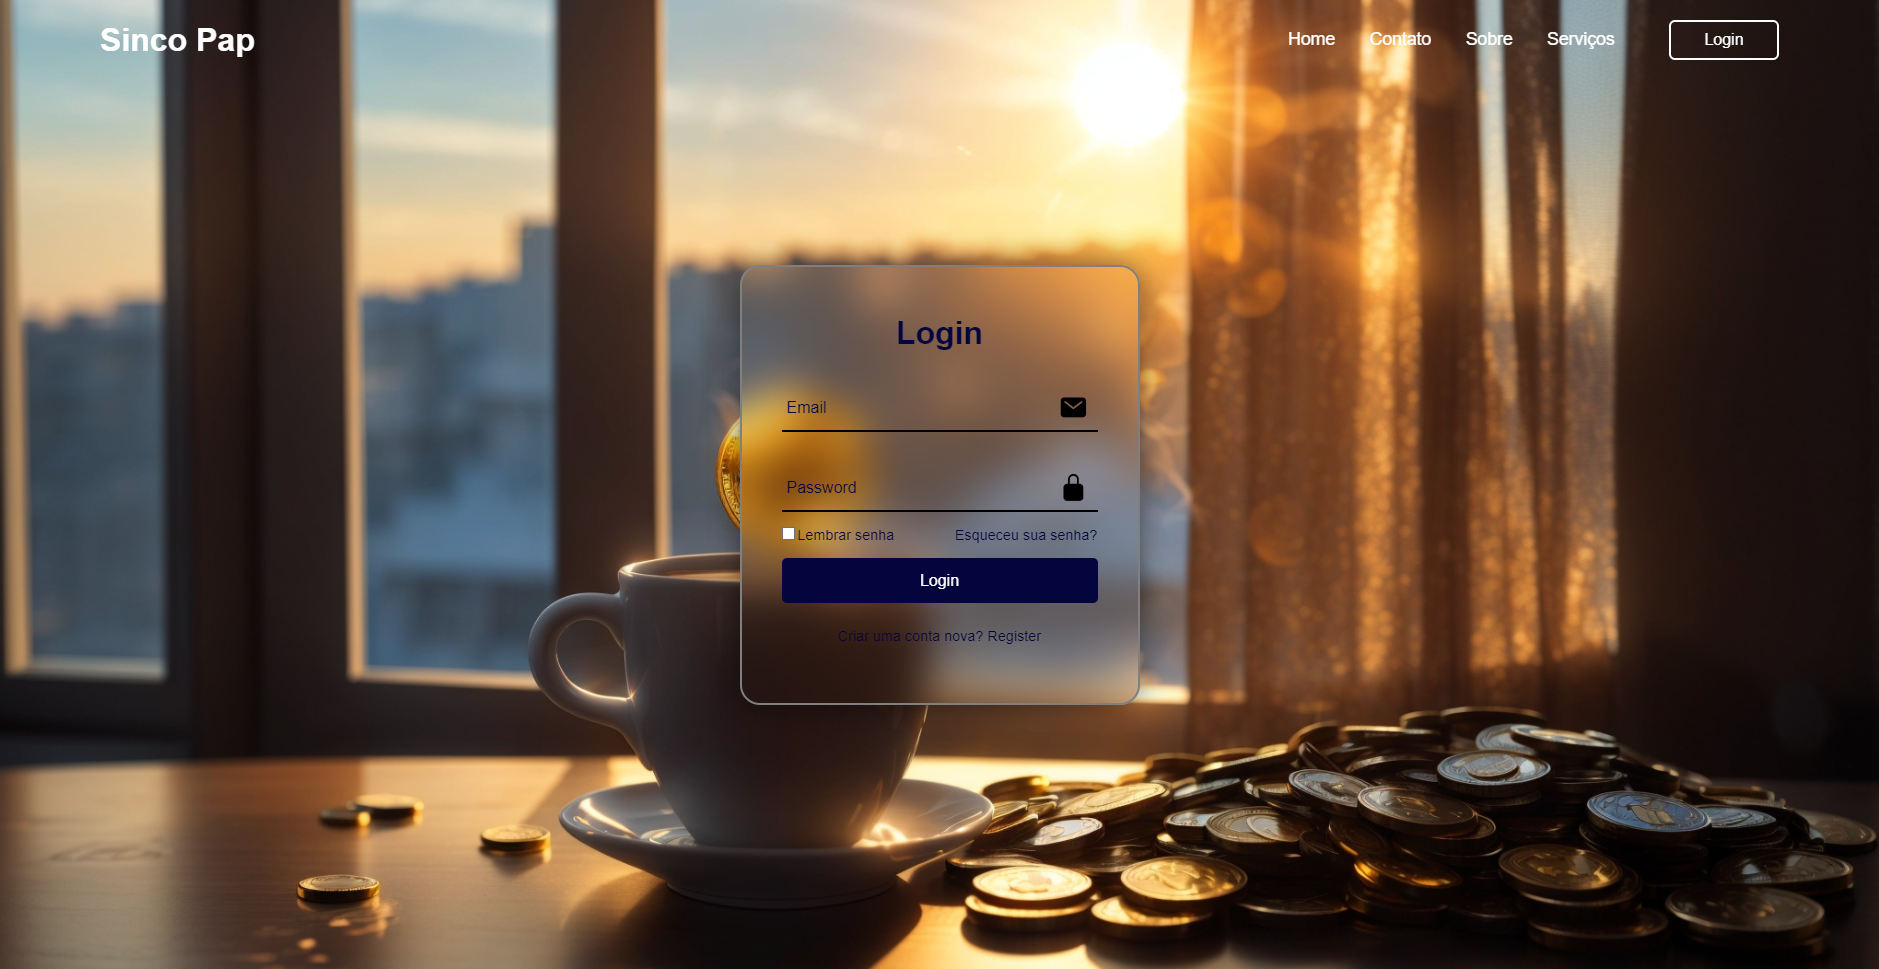 Sinco Pap
Home Contato Sobre Serviços Login
Login
Email
Password
Lembrar senha Esqueceu sua senha?
Login
Criar uma conta nova? Register